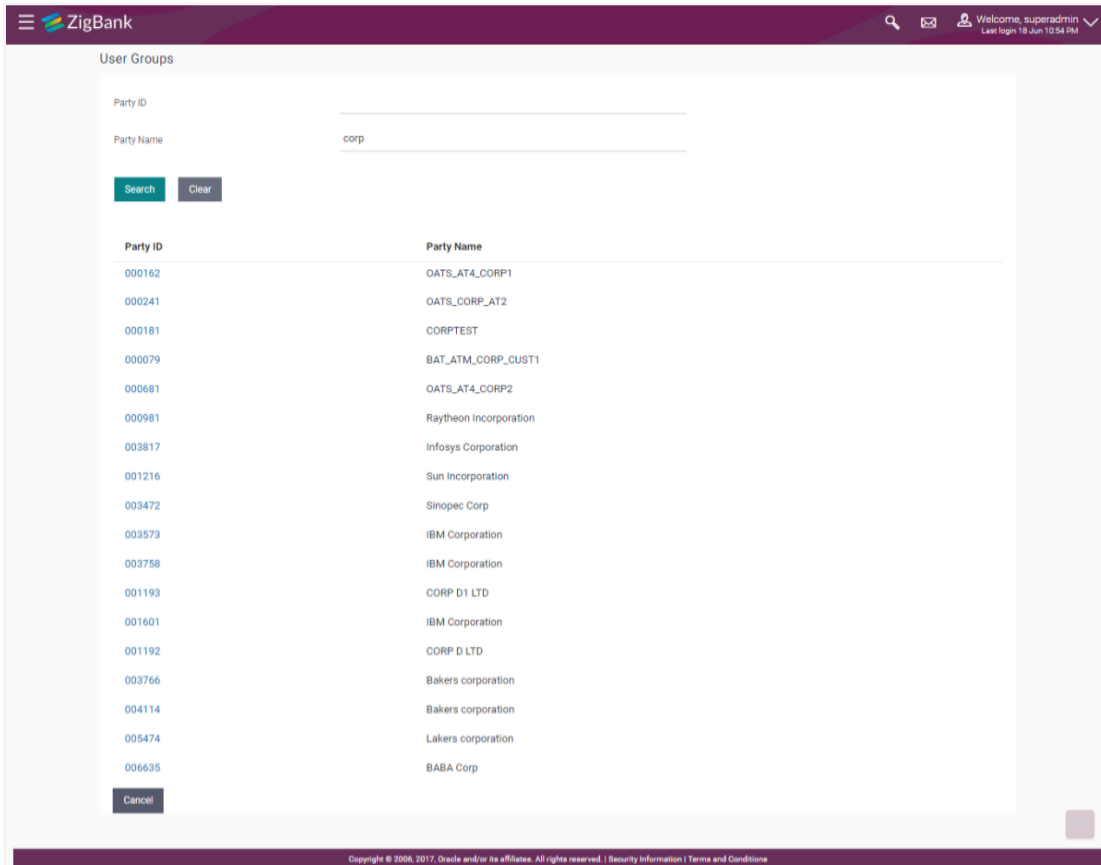 ZigBank
Welcome, superadmin
Last login 18 Jun 10:54 PM
User Groups
Party ID
Party Name corp
Search Clear
Party ID Party Name
000162 OATS_AT4_CORP1
000241 OATS_CORP_AT2
000181 CORPTEST
000079 BAT_ATM_CORP_CUST1
000681 OATS_AT4_CORP2
000981 Raytheon Incorporation
003817 Infosys Corporation
001216 Sun Incorporation
003472 Sinopec Corp
003573 IBM Corporation
003758 IBM Corporation
001193 CORP D1 LTD
001601 IBM Corporation
001192 CORP D LTD
003766 Bakers corporation
004114 Bakers corporation
005474 Lakers corporation
006635 BABA Corp
Cancel
Copyright © 2006, 2017, Oracle and/or its affiliates. All rights reserved. | Security Information | Terms and Conditions